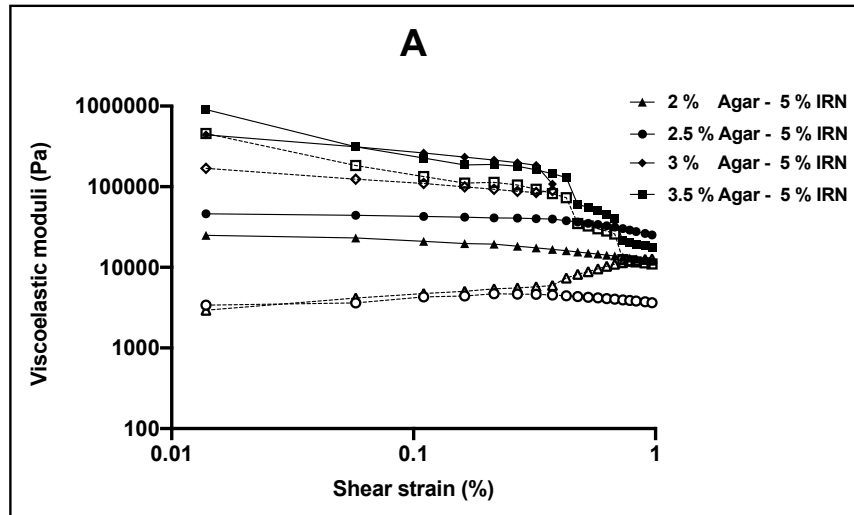 A
1000000
100000
10000
1000
100
Viscoelastic moduli (Pa)
0.01 0.1 1
Shear strain (%)
2 % Agar - 5 % IRN
2.5 % Agar - 5 % IRN
3 % Agar - 5 % IRN
3.5 % Agar - 5 % IRN